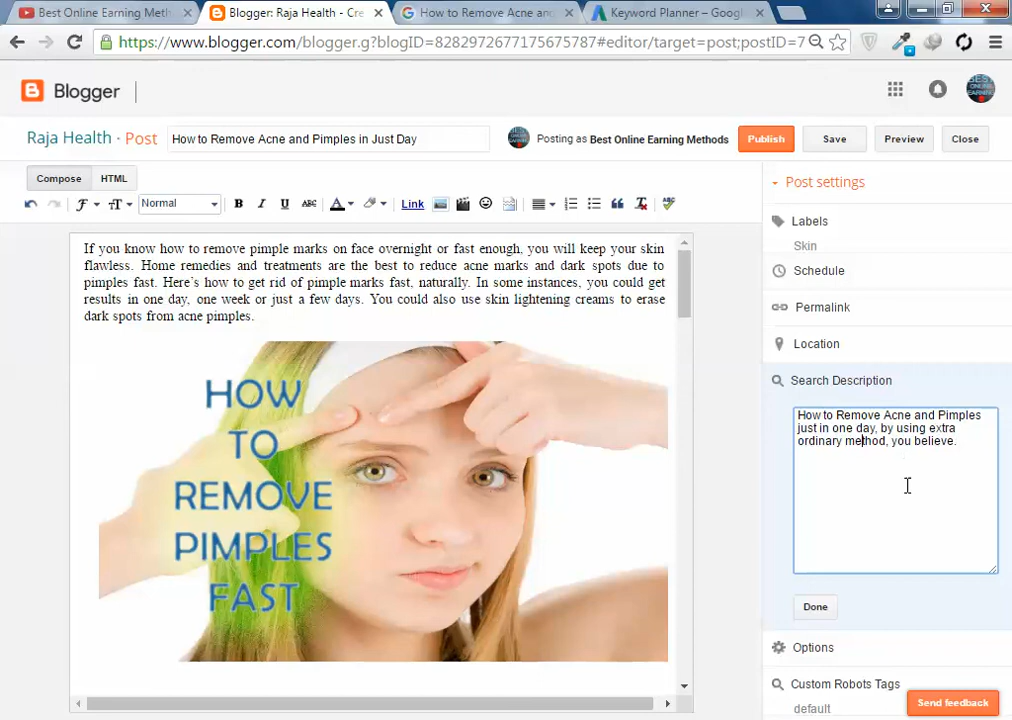 Best Online Earning Meth
Blogger: Raja Health - Cre
How to Remove Acne and
Keyword Planner – Googl
https://www.blogger.com/blogger.g?blogID=8282972677175675787#editor/target=post;postID=7
Blogger
Raja Health · Post
How to Remove Acne and Pimples in Just Day
Posting as Best Online Earning Methods
Publish
Save
Preview
Close
Compose
HTML
Normal
B
I
U
ABC
A
Link
Post settings
Labels
Skin
Schedule
Permalink
Location
Search Description
How to Remove Acne and Pimples
just in one day, by using extra
ordinary method, you believe.
Done
Options
Custom Robots Tags
default
Send feedback
If you know how to remove pimple marks on face overnight or fast enough, you will keep your skin
flawless. Home remedies and treatments are the best to reduce acne marks and dark spots due to
pimples fast. Here's how to get rid of pimple marks fast, naturally. In some instances, you could get
results in one day, one week or just a few days. You could also use skin lightening creams to erase
dark spots from acne pimples.
HOW
TO
REMOVE
PIMPLES
FAST